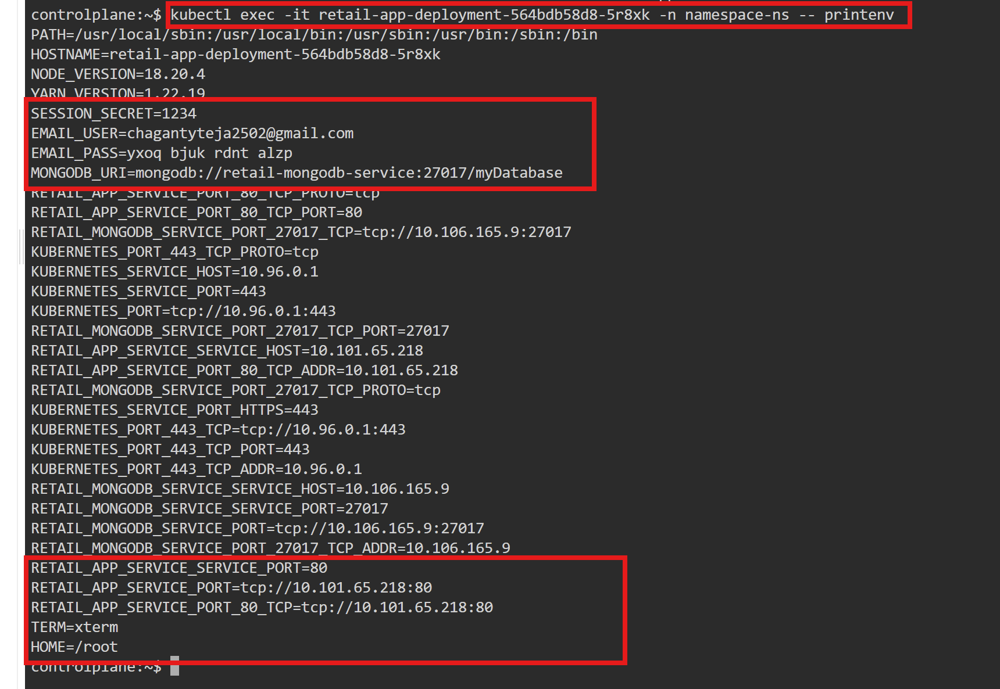 controlplane:~$ kubectl exec -it retail-app-deployment-564bdb58d8-5r8xk -n namespace-ns -- printenv
PATH=/usr/local/sbin:/usr/local/bin:/usr/sbin:/usr/bin:/sbin:/bin
HOSTNAME=retail-app-deployment-564bdb58d8-5r8xk
NODE_VERSION=18.20.4
YARN_VERSION=1.22.19
SESSION_SECRET=1234
EMAIL_USER=chagantyteja2502@gmail.com
EMAIL_PASS=yxoq bjuk rdnt alzp
MONGODB_URI=mongodb://retail-mongodb-service:27017/myDatabase
RETAIL_APP_SERVICE_PORT_80_TCP_PROTO=tcp
RETAIL_APP_SERVICE_PORT_80_TCP_PORT=80
RETAIL_MONGODB_SERVICE_PORT_27017_TCP=tcp://10.106.165.9:27017
KUBERNETES_PORT_443_TCP_PROTO=tcp
KUBERNETES_SERVICE_HOST=10.96.0.1
KUBERNETES_SERVICE_PORT=443
KUBERNETES_PORT=tcp://10.96.0.1:443
RETAIL_MONGODB_SERVICE_PORT_27017_TCP_PORT=27017
RETAIL_APP_SERVICE_SERVICE_HOST=10.101.65.218
RETAIL_APP_SERVICE_PORT_80_TCP_ADDR=10.101.65.218
RETAIL_MONGODB_SERVICE_PORT_27017_TCP_PROTO=tcp
KUBERNETES_SERVICE_PORT_HTTPS=443
KUBERNETES_PORT_443_TCP=tcp://10.96.0.1:443
KUBERNETES_PORT_443_TCP_PORT=443
KUBERNETES_PORT_443_TCP_ADDR=10.96.0.1
RETAIL_MONGODB_SERVICE_SERVICE_HOST=10.106.165.9
RETAIL_MONGODB_SERVICE_SERVICE_PORT=27017
RETAIL_MONGODB_SERVICE_PORT=tcp://10.106.165.9:27017
RETAIL_MONGODB_SERVICE_PORT_27017_TCP_ADDR=10.106.165.9
RETAIL_APP_SERVICE_SERVICE_PORT=80
RETAIL_APP_SERVICE_PORT=tcp://10.101.65.218:80
RETAIL_APP_SERVICE_PORT_80_TCP=tcp://10.101.65.218:80
TERM=xterm
HOME=/root
controlplane:~$